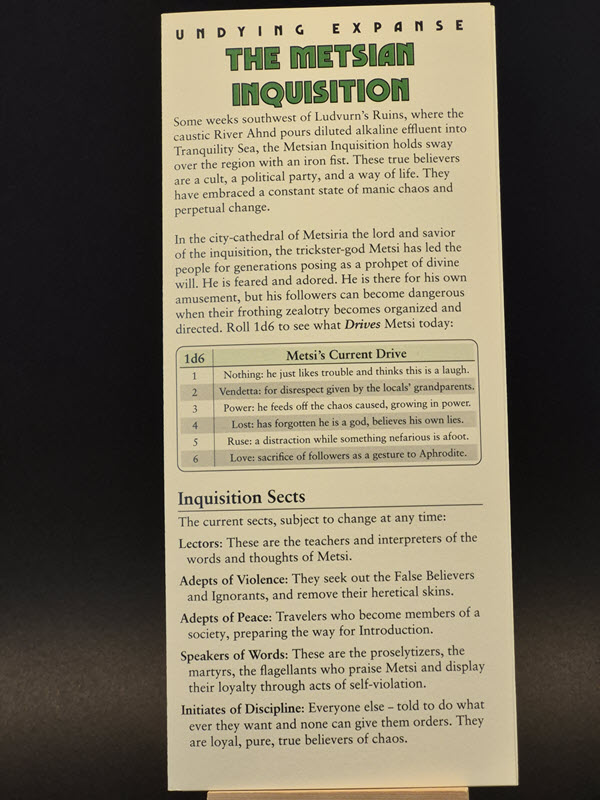 UNDYING EXPANSE
THE METSIAN
INQUISITION
Some weeks southwest of Ludvurn's Ruins, where the
caustic River Ahnd pours diluted alkaline effluent into
Tranquility Sea, the Metsian Inquisition holds sway
over the region with an iron fist. These true believers
are a cult, a political party, and a way of life. They
have embraced a constant state of manic chaos and
perpetual change.
In the city-cathedral of Metsiria the lord and savior
of the inquisition, the trickster-god Metsi has led the
people for generations posing as a prohpet of divine
will. He is feared and adored. He is there for his own
amusement, but his followers can become dangerous
when their frothing zealotry becomes organized and
directed. Roll 1d6 to see what Drives Metsi today:
1d6 Metsi's Current Drive
1 Nothing: he just likes trouble and thinks this is a laugh.
2 Vendetta: for disrespect given by the locals' grandparents.
3 Power: he feeds off the chaos caused, growing in power.
4 Lost: has forgotten he is a god, believes his own lies.
5 Ruse: a distraction while something nefarious is afoot.
6 Love: sacrifice of followers as a gesture to Aphrodite.
Inquisition Sects
The current sects, subject to change at any time:
Lectors: These are the teachers and interpreters of the
words and thoughts of Metsi.
Adepts of Violence: They seek out the False Believers
and Ignorants, and remove their heretical skins.
Adepts of Peace: Travelers who become members of a
society, preparing the way for Introduction.
Speakers of Words: These are the proselytizers, the
martyrs, the flagellants who praise Metsi and display
their loyalty through acts of self-violation.
Initiates of Discipline: Everyone else – told to do what
ever they want and none can give them orders. They
are loyal, pure, true believers of chaos.